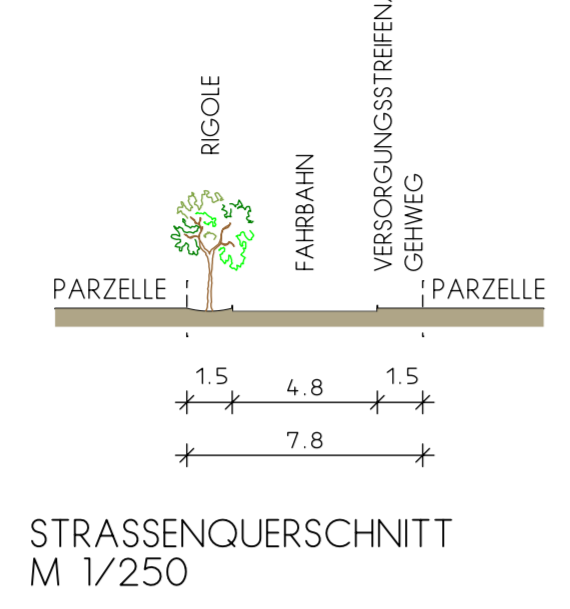 RIGOLE
FAHRBAHN
VERSORGUNGSSTREIFEN
GEHWEG
PARZELLE
PARZELLE
1.5
4.8
1.5
7.8
STRASSENQUERSCHNITT
M 1/250